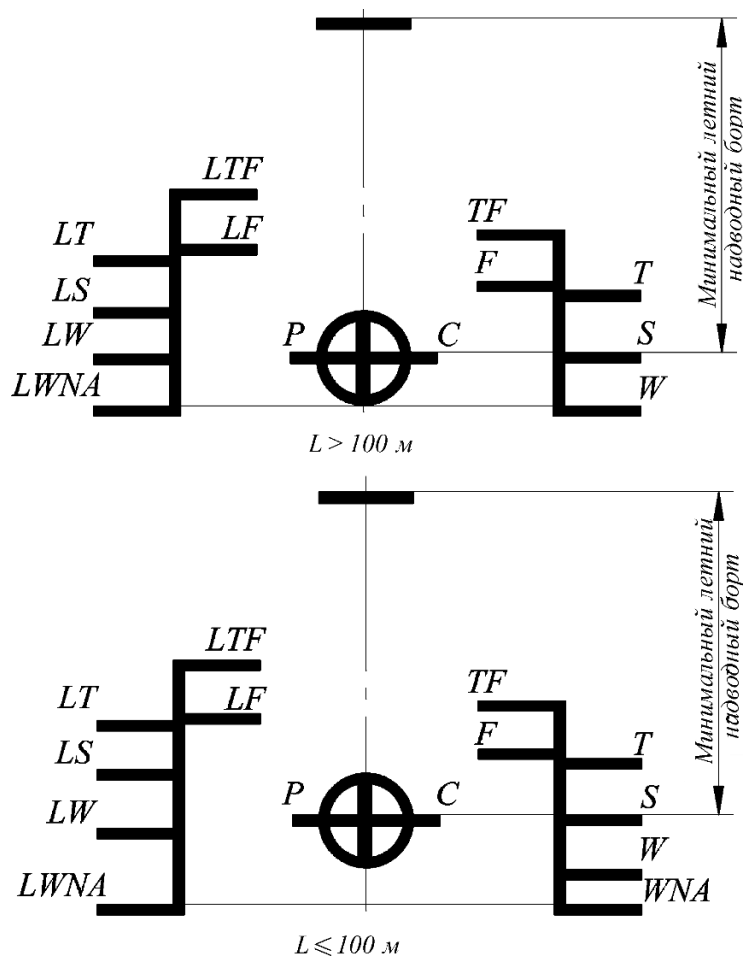 LTF
TF
LT
LF
F
T
LS
LW
P
C
S
LWNA
W
Минимальный летний
надводный борт
L > 100 м
LTF
TF
LT
LF
F
T
LS
P
C
S
LW
W
LWNA
WNA
Минимальный летний
надводный борт
L ⩽ 100 м